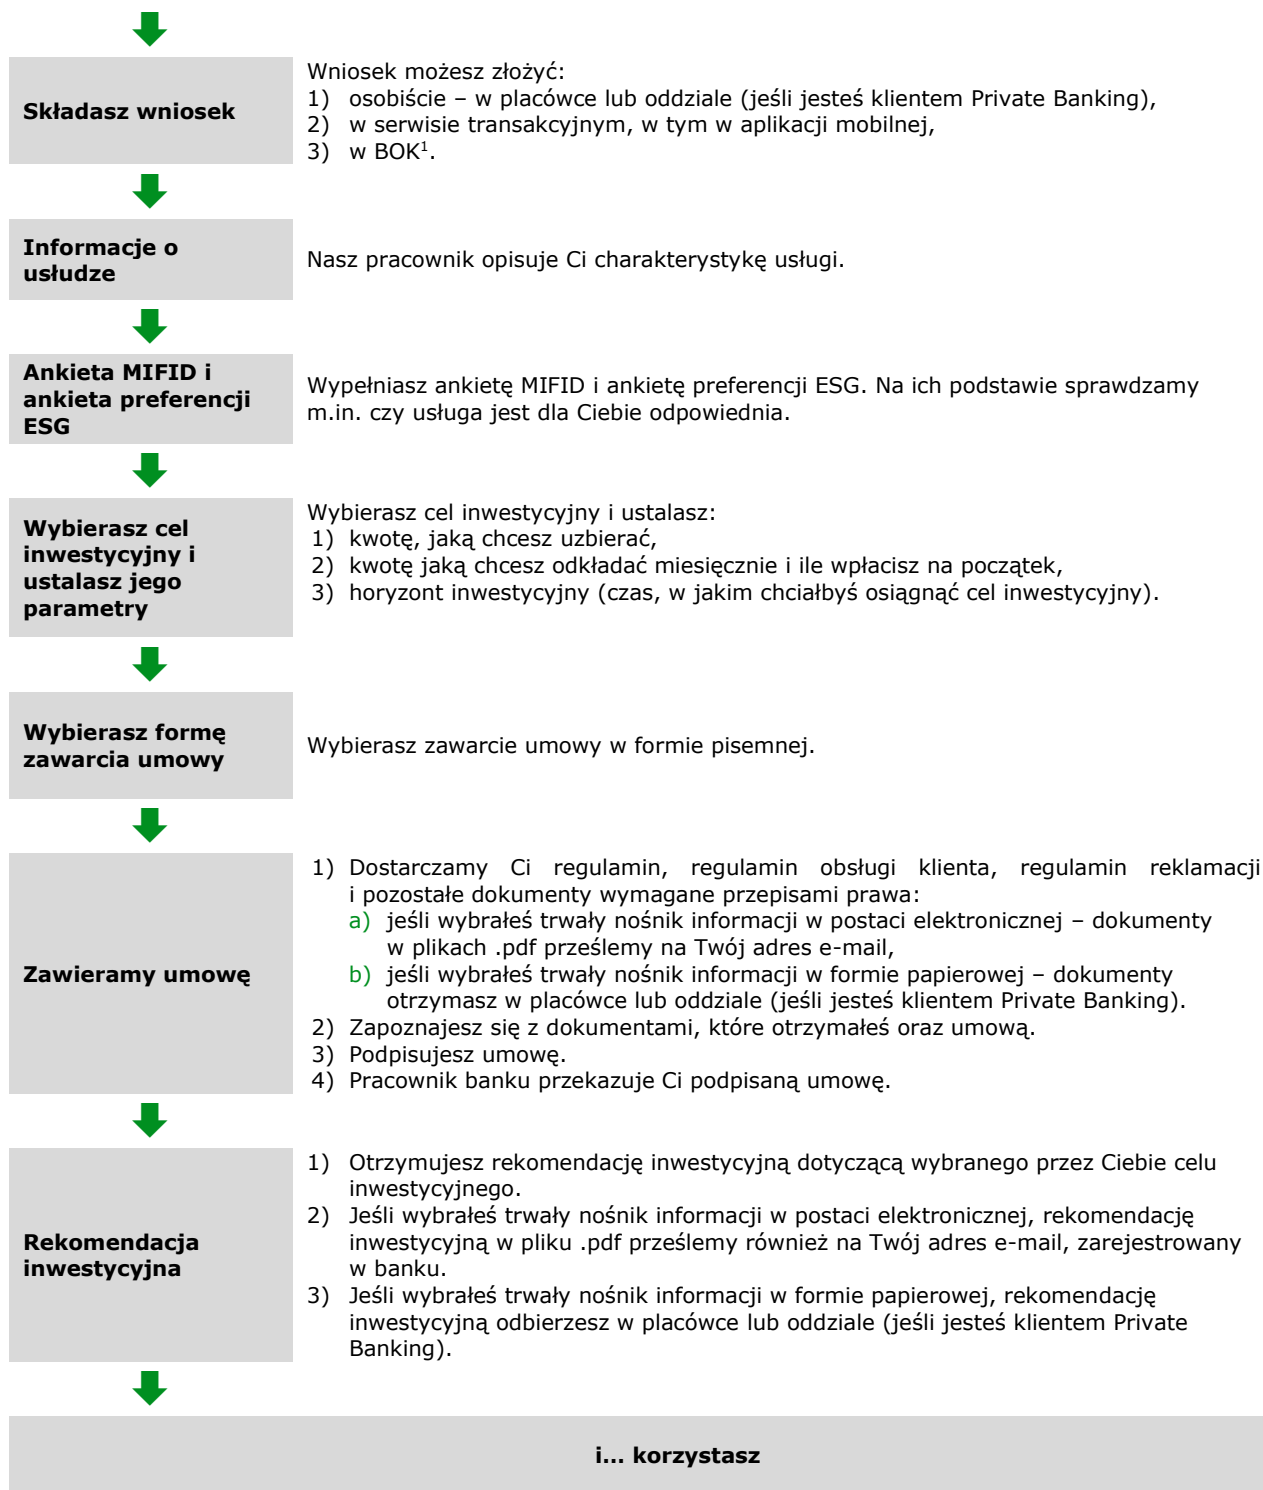 Składasz wniosek
Wniosek możesz złożyć:
1) osobiście – w placówce lub oddziale (jeśli jesteś klientem Private Banking),
2) w serwisie transakcyjnym, w tym w aplikacji mobilnej,
3) w BOK¹.
Informacje o
usłudze
Nasz pracownik opisuje Ci charakterystykę usługi.
Ankieta MIFID i
ankieta preferencji
ESG
Wypełniasz ankietę MIFID i ankietę preferencji ESG. Na ich podstawie sprawdzamy
m.in. czy usługa jest dla Ciebie odpowiednia.
Wybierasz cel
inwestycyjny i
ustalasz jego
parametry
Wybierasz cel inwestycyjny i ustalasz:
1) kwotę, jaką chcesz uzbierać,
2) kwotę jaką chcesz odkładać miesięcznie i ile wpłacisz na początek,
3) horyzont inwestycyjny (czas, w jakim chciałbyś osiągnąć cel inwestycyjny).
Wybierasz formę
zawarcia umowy
Wybierasz zawarcie umowy w formie pisemnej.
Zawieramy umowę
1) Dostarczamy Ci regulamin, regulamin obsługi klienta, regulamin reklamacji
i pozostałe dokumenty wymagane przepisami prawa:
a) jeśli wybrałeś trwały nośnik informacji w postaci elektronicznej – dokumenty
w plikach .pdf prześlemy na Twój adres e-mail,
b) jeśli wybrałeś trwały nośnik informacji w formie papierowej – dokumenty
otrzymasz w placówce lub oddziale (jeśli jesteś klientem Private Banking).
2) Zapoznajesz się z dokumentami, które otrzymałeś oraz umową.
3) Podpisujesz umowę.
4) Pracownik banku przekazuje Ci podpisaną umowę.
Rekomendacja
inwestycyjna
1) Otrzymujesz rekomendację inwestycyjną dotyczącą wybranego przez Ciebie celu
inwestycyjnego.
2) Jeśli wybrałeś trwały nośnik informacji w postaci elektronicznej, rekomendację
inwestycyjną w pliku .pdf prześlemy również na Twój adres e-mail, zarejestrowany
w banku.
3) Jeśli wybrałeś trwały nośnik informacji w formie papierowej, rekomendację
inwestycyjną odbierzesz w placówce lub oddziale (jeśli jesteś klientem Private
Banking).
i... korzystasz